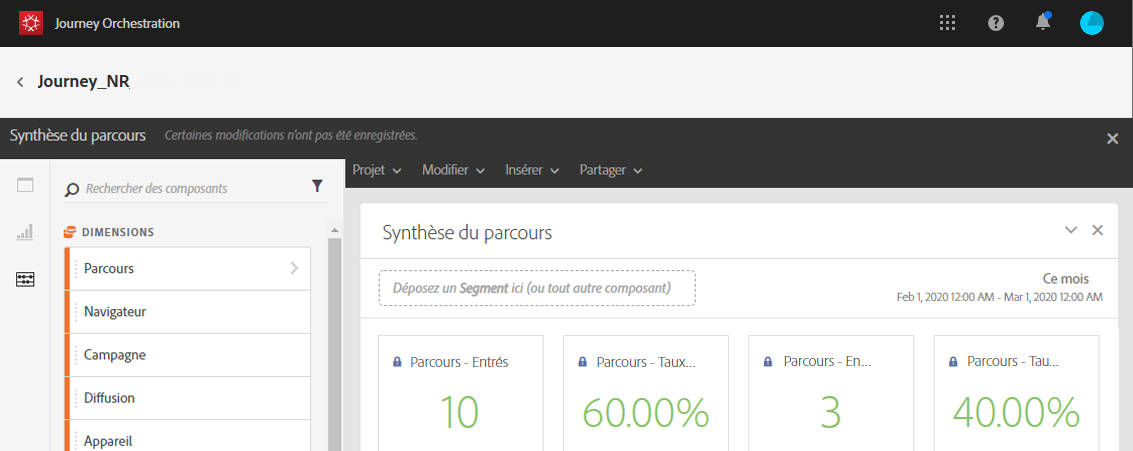 Journey Orchestration
Journey_NR
Synthèse du parcours Certaines modifications n'ont pas été enregistrées.
Projet Modifier Insérer Partager
Rechercher des composants
DIMENSIONS
Parcours
Navigateur
Campagne
Diffusion
Appareil
Synthèse du parcours
Déposez un Segment ici (ou tout autre composant)
Ce mois
Feb 1, 2020 12:00 AM - Mar 1, 2020 12:00 AM
Parcours - Entrés
10
Parcours - Taux...
60.00%
Parcours - En...
3
Parcours - Tau...
40.00%